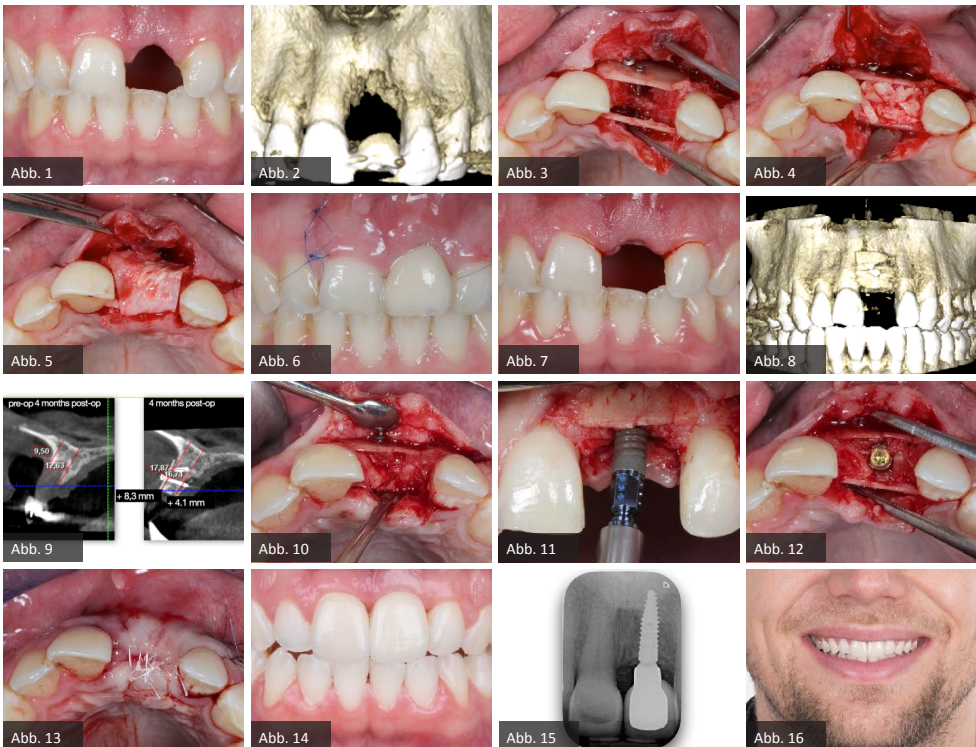 Abb. 1
Abb. 2
Abb. 3
Abb. 4
Abb. 5
Abb. 6
Abb. 7
Abb. 8
pre-op 4 months post-op
4 months post-op
9,50
12,63
17,87
16,73
+ 8,3 mm
+ 4.1 mm
Abb. 9
Abb. 10
Abb. 11
Abb. 12
Abb. 13
Abb. 14
Abb. 15
Abb. 16